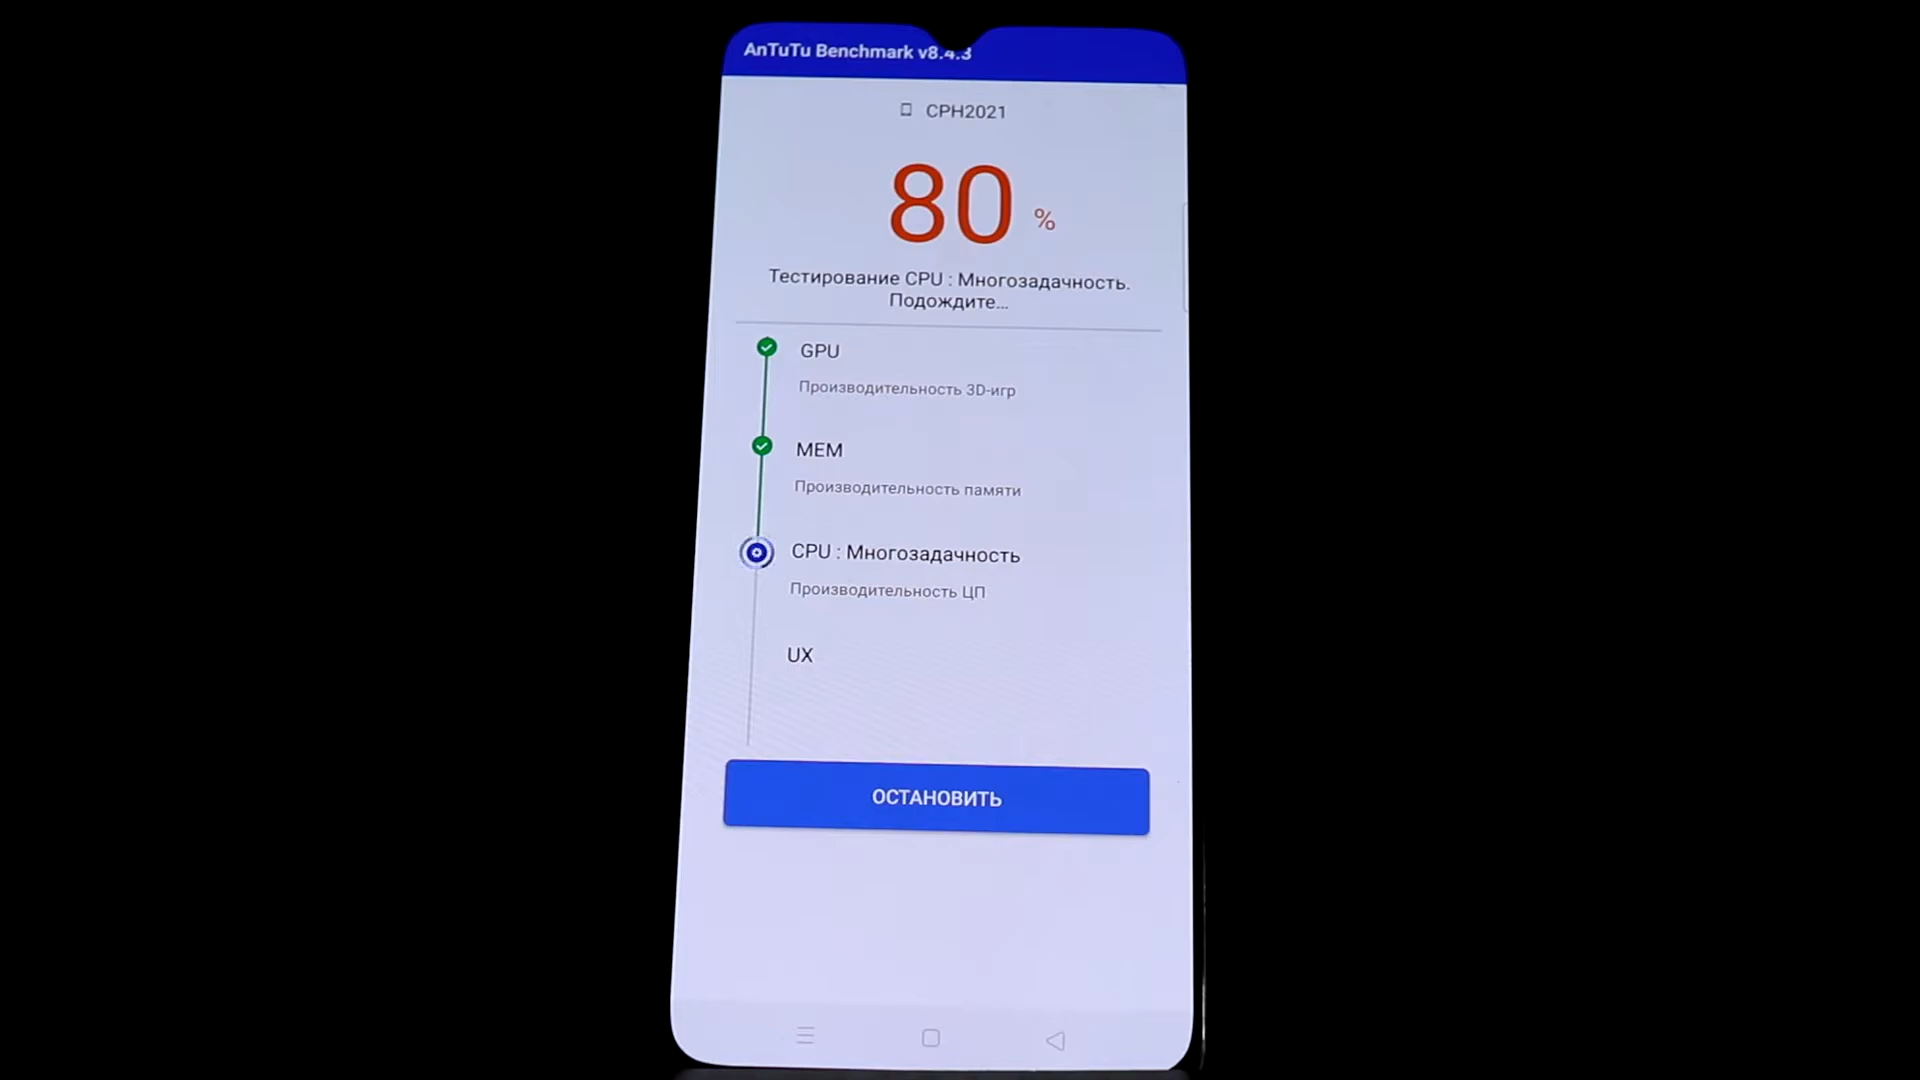 AnTuTu Benchmark v8.4.3
CPH2021
80 %
Тестирование CPU : Многозадачность.
Подождите...
GPU
Производительность 3D-игр
MEM
Производительность памяти
CPU : Многозадачность
Производительность ЦП
UX
ОСТАНОВИТЬ